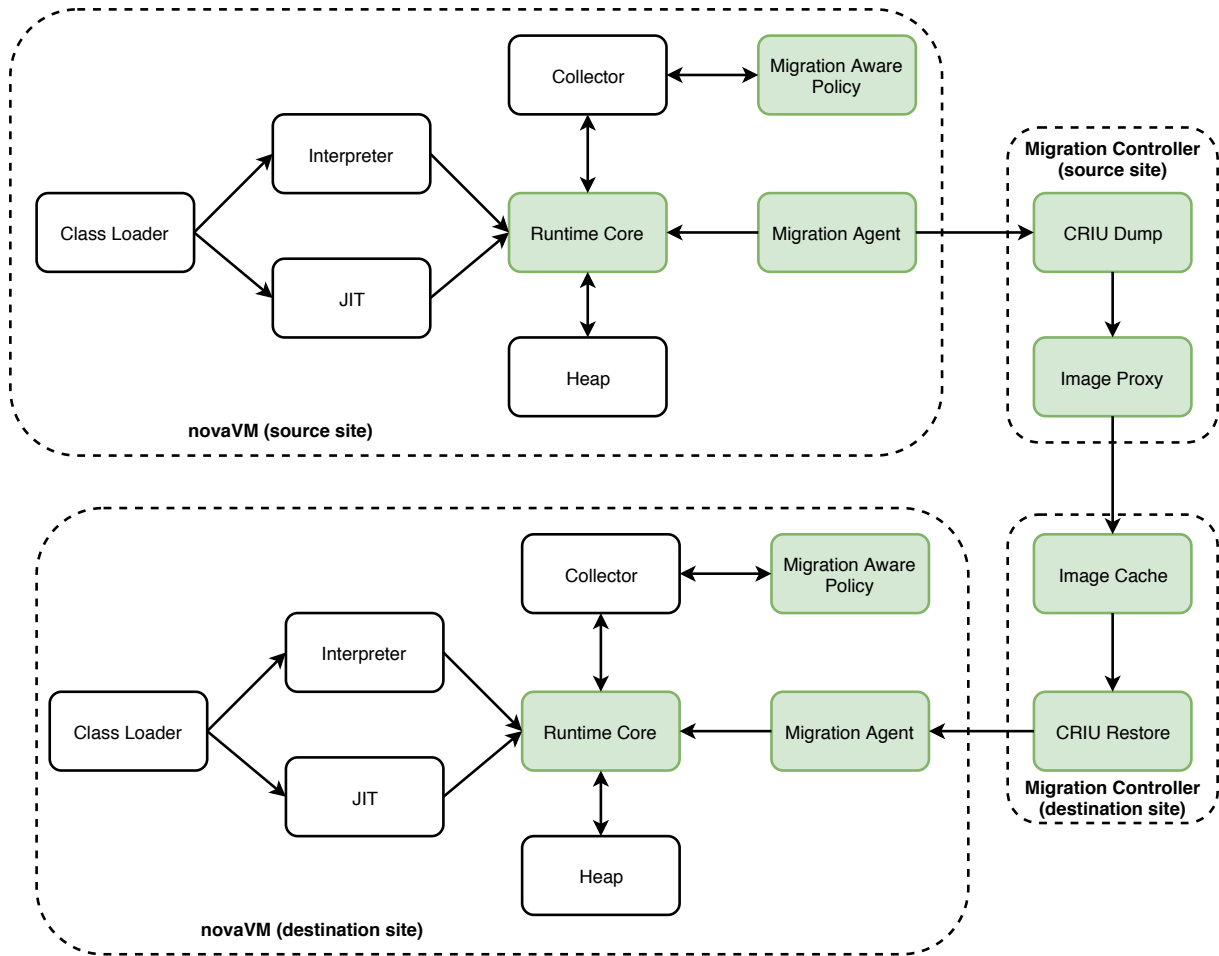 Collector
Migration Aware
Policy
Interpreter
Class Loader
JIT
Runtime Core
Migration Agent
Heap
novaVM (source site)
Migration Controller
(source site)
CRIU Dump
Image Proxy
Collector
Migration Aware
Policy
Interpreter
Class Loader
JIT
Runtime Core
Migration Agent
Heap
novaVM (destination site)
Image Cache
CRIU Restore
Migration Controller
(destination site)